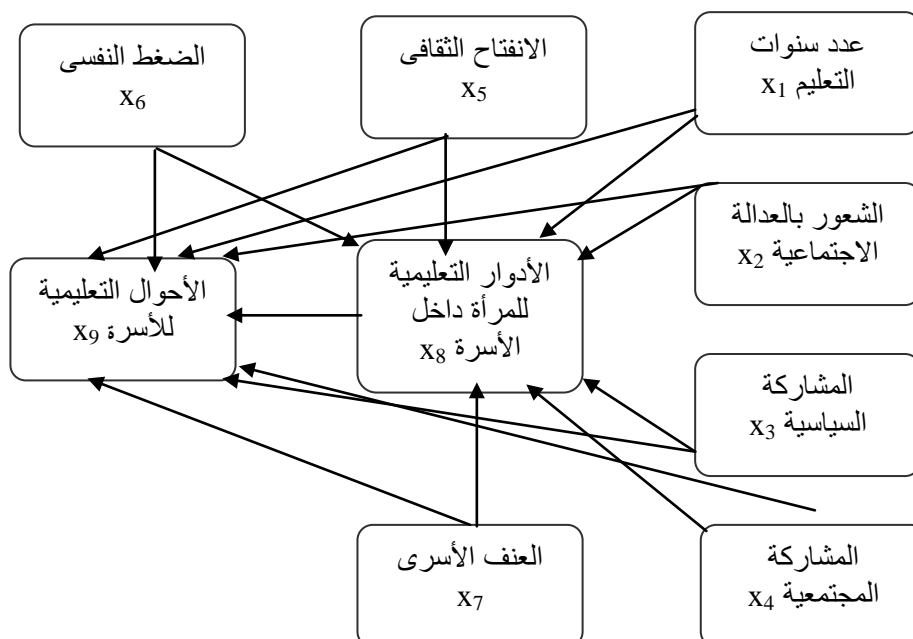 عدد سنوات
التعليم x1
الانفتاح الثقافى
x5
الضغط النفسى
x6
الشعور بالعدالة
الاجتماعية x2
الأدوار التعليمية
للمرأة داخل
الأسرة x8
الأحوال التعليمية
للأسرة x9
المشاركة
السياسية x3
المشاركة
المجتمعية x4
العنف الأسرى
x7